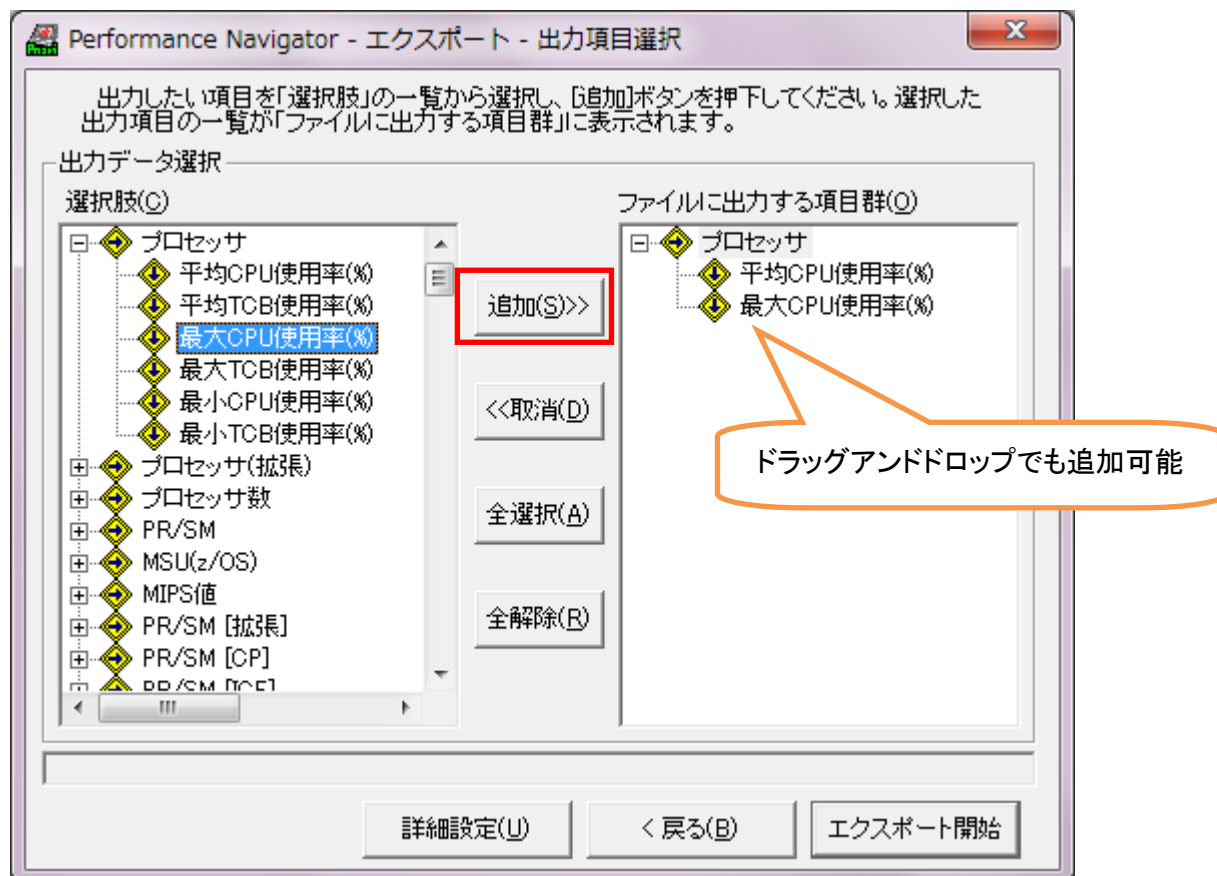 Performance Navigator - エクスポート - 出力項目選択
x
出力したい項目を「選択肢」の一覧から選択し、[追加]ボタンを押下してください。選択した
出力項目の一覧が「ファイルに出力する項目群」に表示されます。
出力データ選択
選択肢(C)
ファイルに出力する項目群(O)
プロセッサ
平均CPU使用率(%)
平均TCB使用率(%)
最大CPU使用率(%)
最大TCB使用率(%)
最小CPU使用率(%)
最小TCB使用率(%)
プロセッサ(拡張)
プロセッサ数
PR/SM
MSU(z/OS)
MIPS値
PR/SM [拡張]
PR/SM [CP]
PR/SM [ICF]
追加(S)>>
<<取消(D)
全選択(A)
全解除(R)
プロセッサ
平均CPU使用率(%)
最大CPU使用率(%)
ドラッグアンドドロップでも追加可能
詳細設定(U)
< 戻る(B)
エクスポート開始